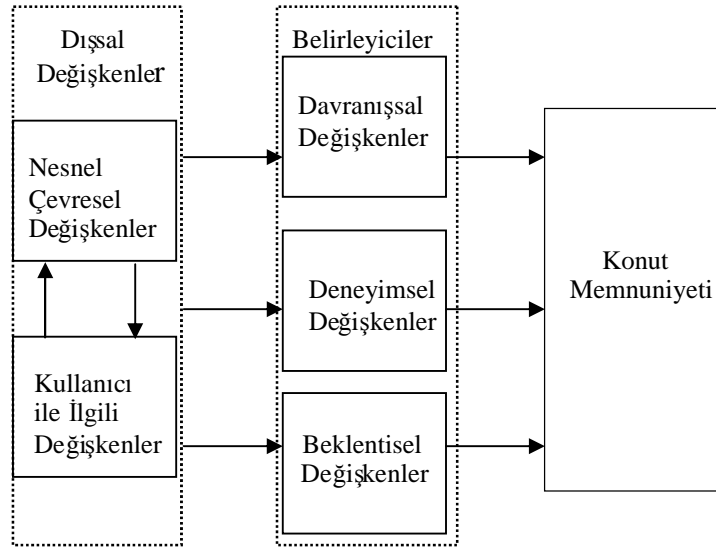 Dışsal
Değişkenler
Nesnel
Çevresel
Değişkenler
Kullanıcı
ile İlgili
Değişkenler
Belirleyiciler
Davranışsal
Değişkenler
Deneyimsel
Değişkenler
Beklentisel
Değişkenler
Konut
Memnuniyeti